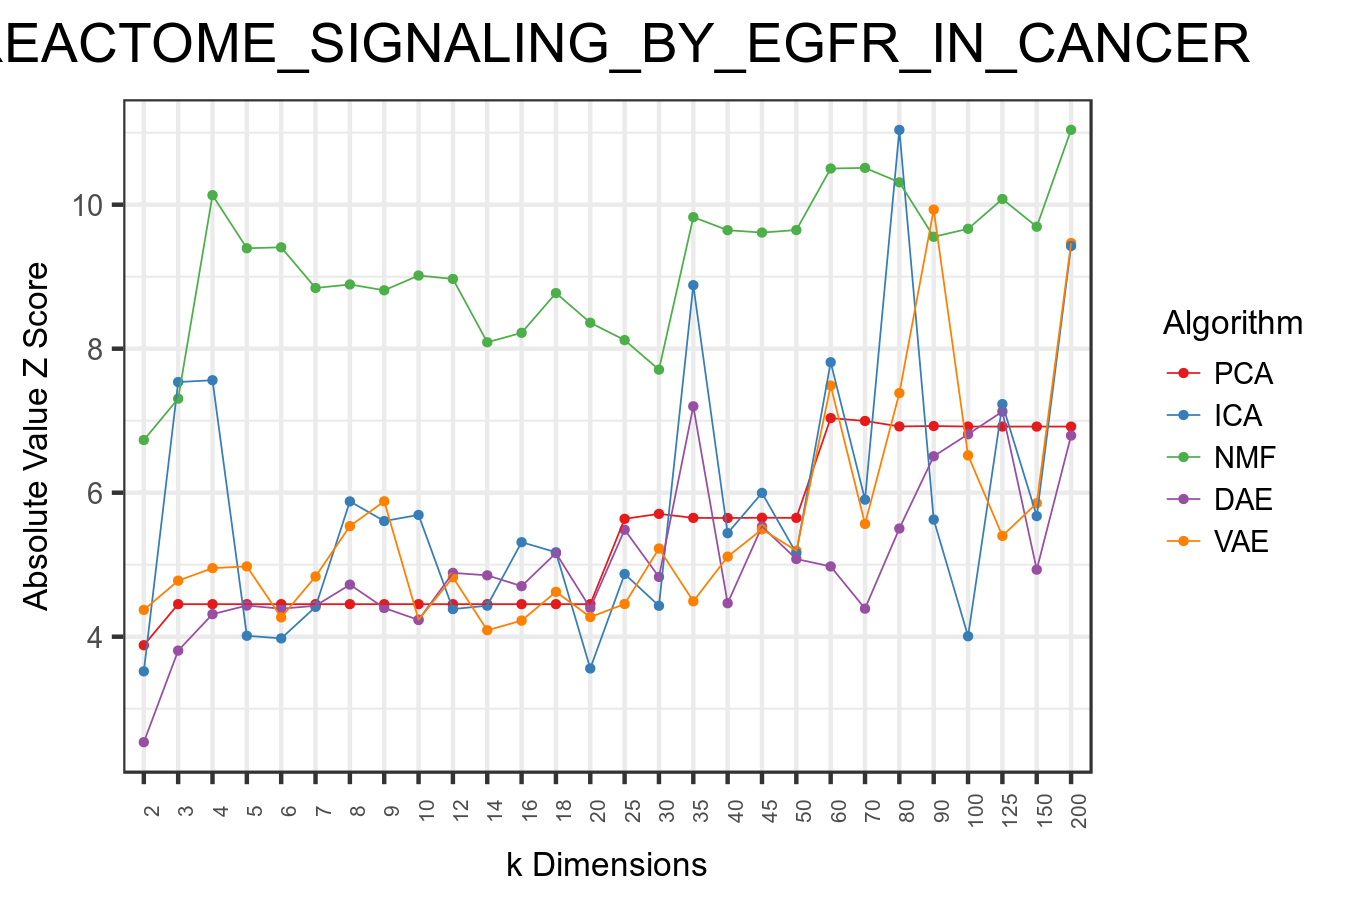 REACTOME_SIGNALING_BY_EGFR_IN_CANCER
Absolute Value Z Score
10
8
6
4
2 3 4 5 6 7 8 9 10 12 14 16 18 20 25 30 35 40 45 50 60 70 80 90 100 125 150 200
k Dimensions
Algorithm
PCA
ICA
NMF
DAE
VAE